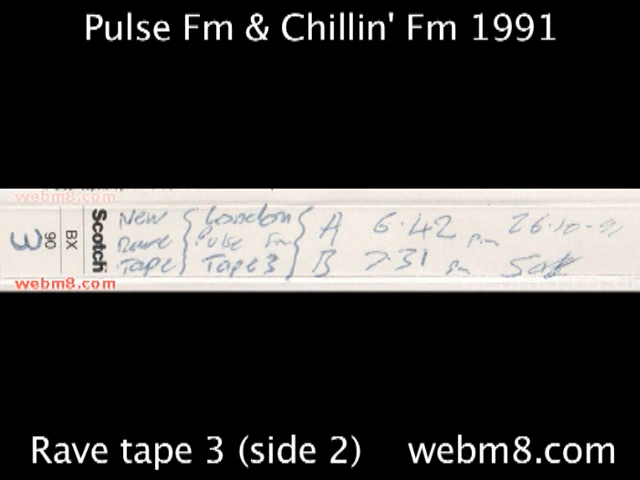 Pulse Fm & Chillin' Fm 1991
webm8.com
3
90
BX
Scotch
New { London { A 6.42 pm 26.10.91
Rave Pulse Fm
Tape Tape 3 B 7.31 pm Sat
webm8.com
Rave tape 3 (side 2) webm8.com